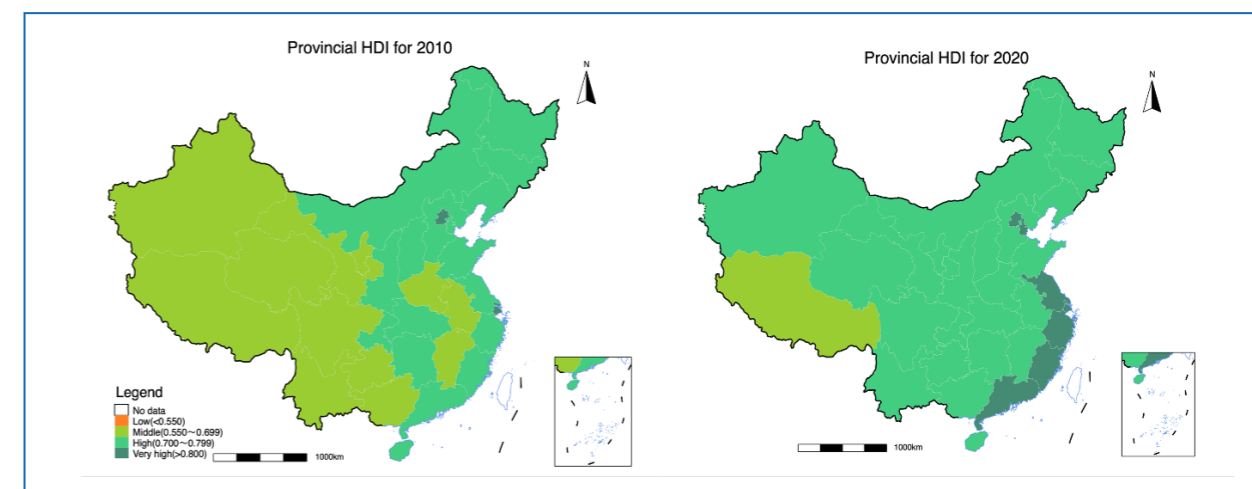 Provincial HDI for 2010
N
Legend
No data
Low(<0.550)
Middle(0.550～0.699)
High(0.700～0.799)
Very high(>0.800)
1000km
Provincial HDI for 2020
N
1000km